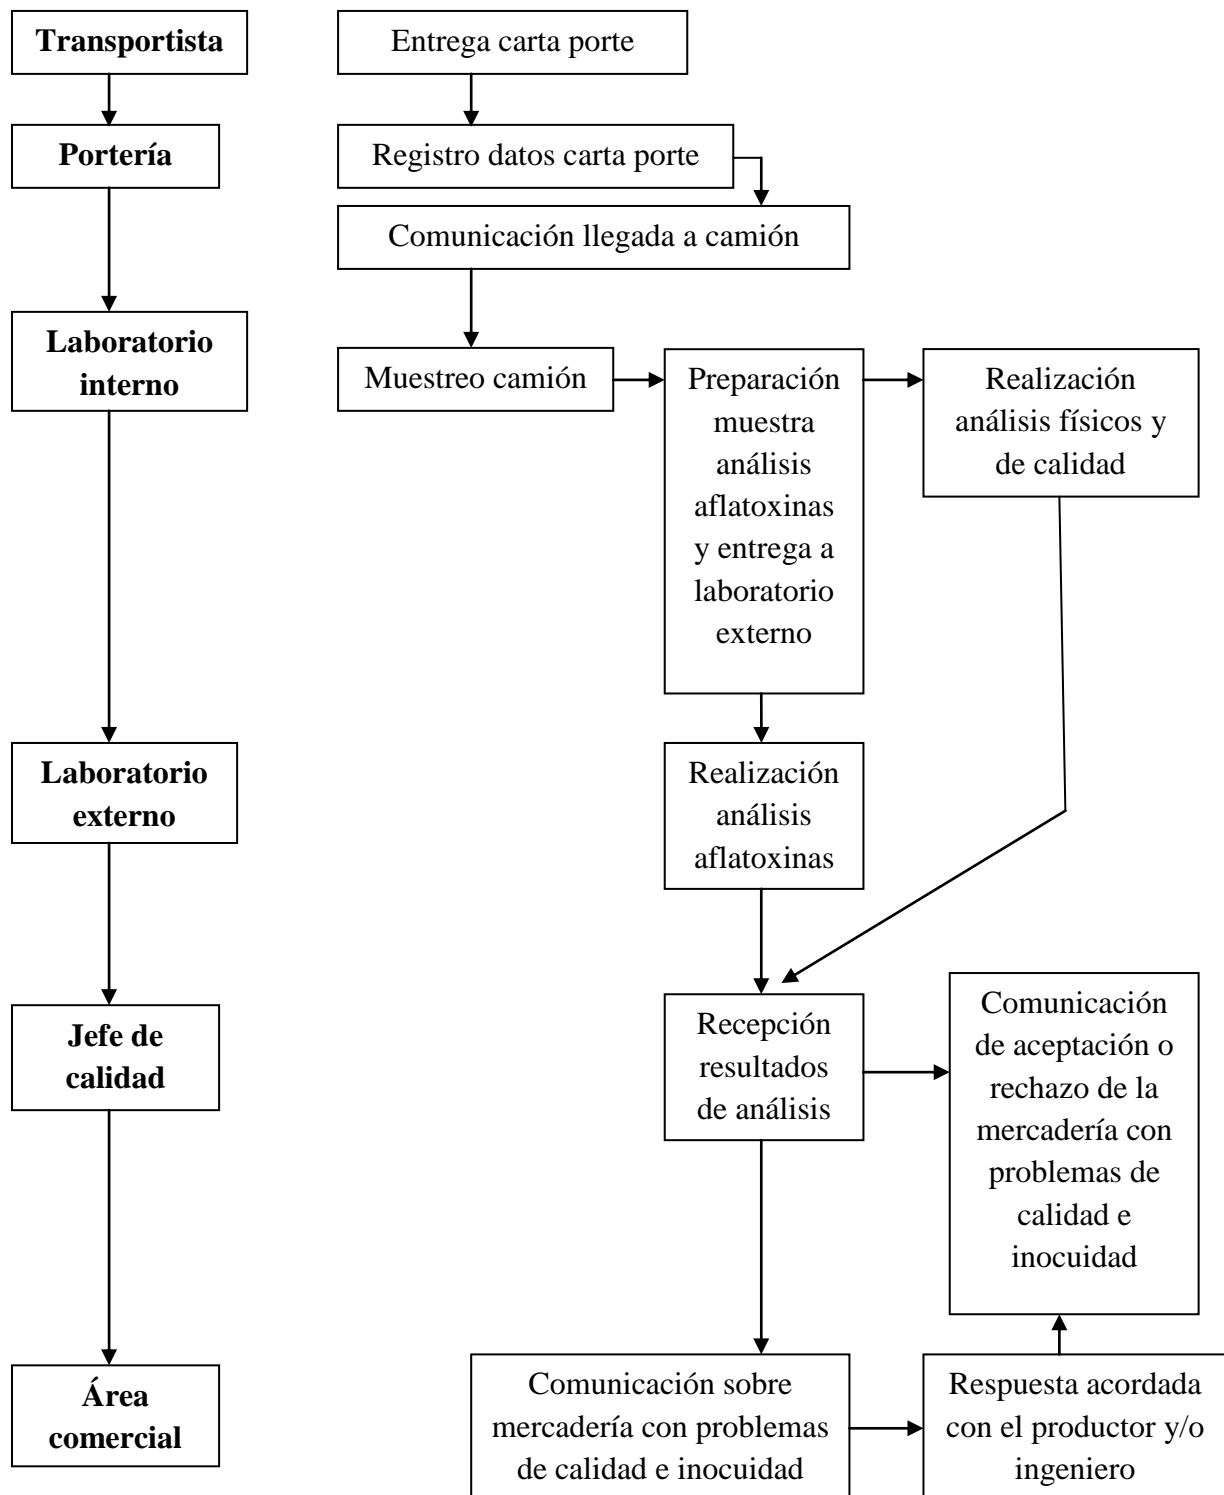 Transportista
Entrega carta porte
Portería
Registro datos carta porte
Comunicación llegada a camión
Laboratorio
interno
Muestreo camión
Preparación
muestra
análisis
aflatoxinas
y entrega a
laboratorio
externo
Realización
análisis físicos y
de calidad
Laboratorio
externo
Realización
análisis
aflatoxinas
Jefe de
calidad
Recepción
resultados
de análisis
Comunicación
de aceptación o
rechazo de la
mercadería con
problemas de
calidad e
inocuidad
Área
comercial
Comunicación sobre
mercadería con problemas
de calidad e inocuidad
Respuesta acordada
con el productor y/o
ingeniero